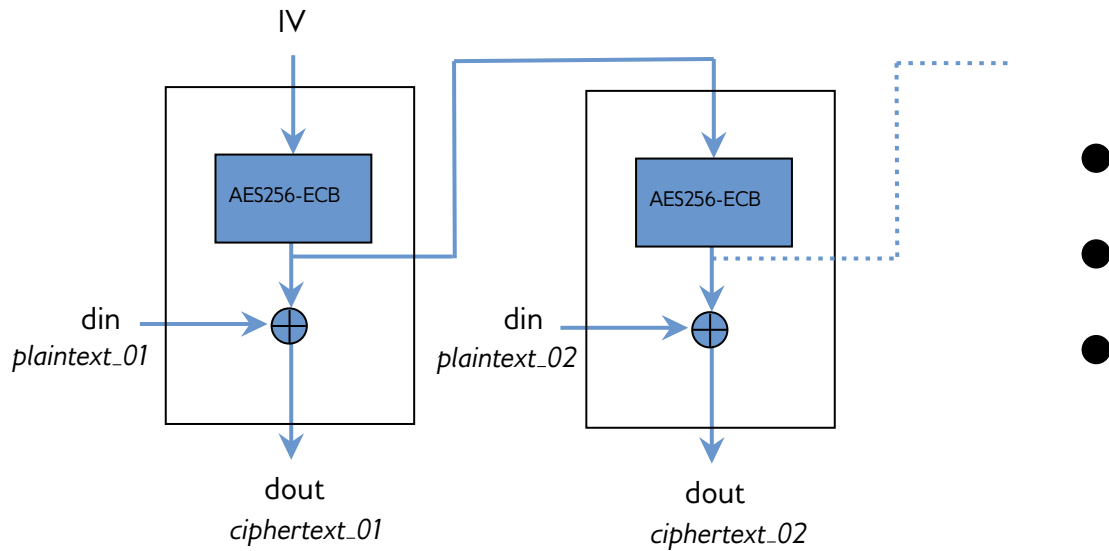 IV
AES256-ECB
din
plaintext_01
dout
ciphertext_01
AES256-ECB
din
plaintext_02
dout
ciphertext_02